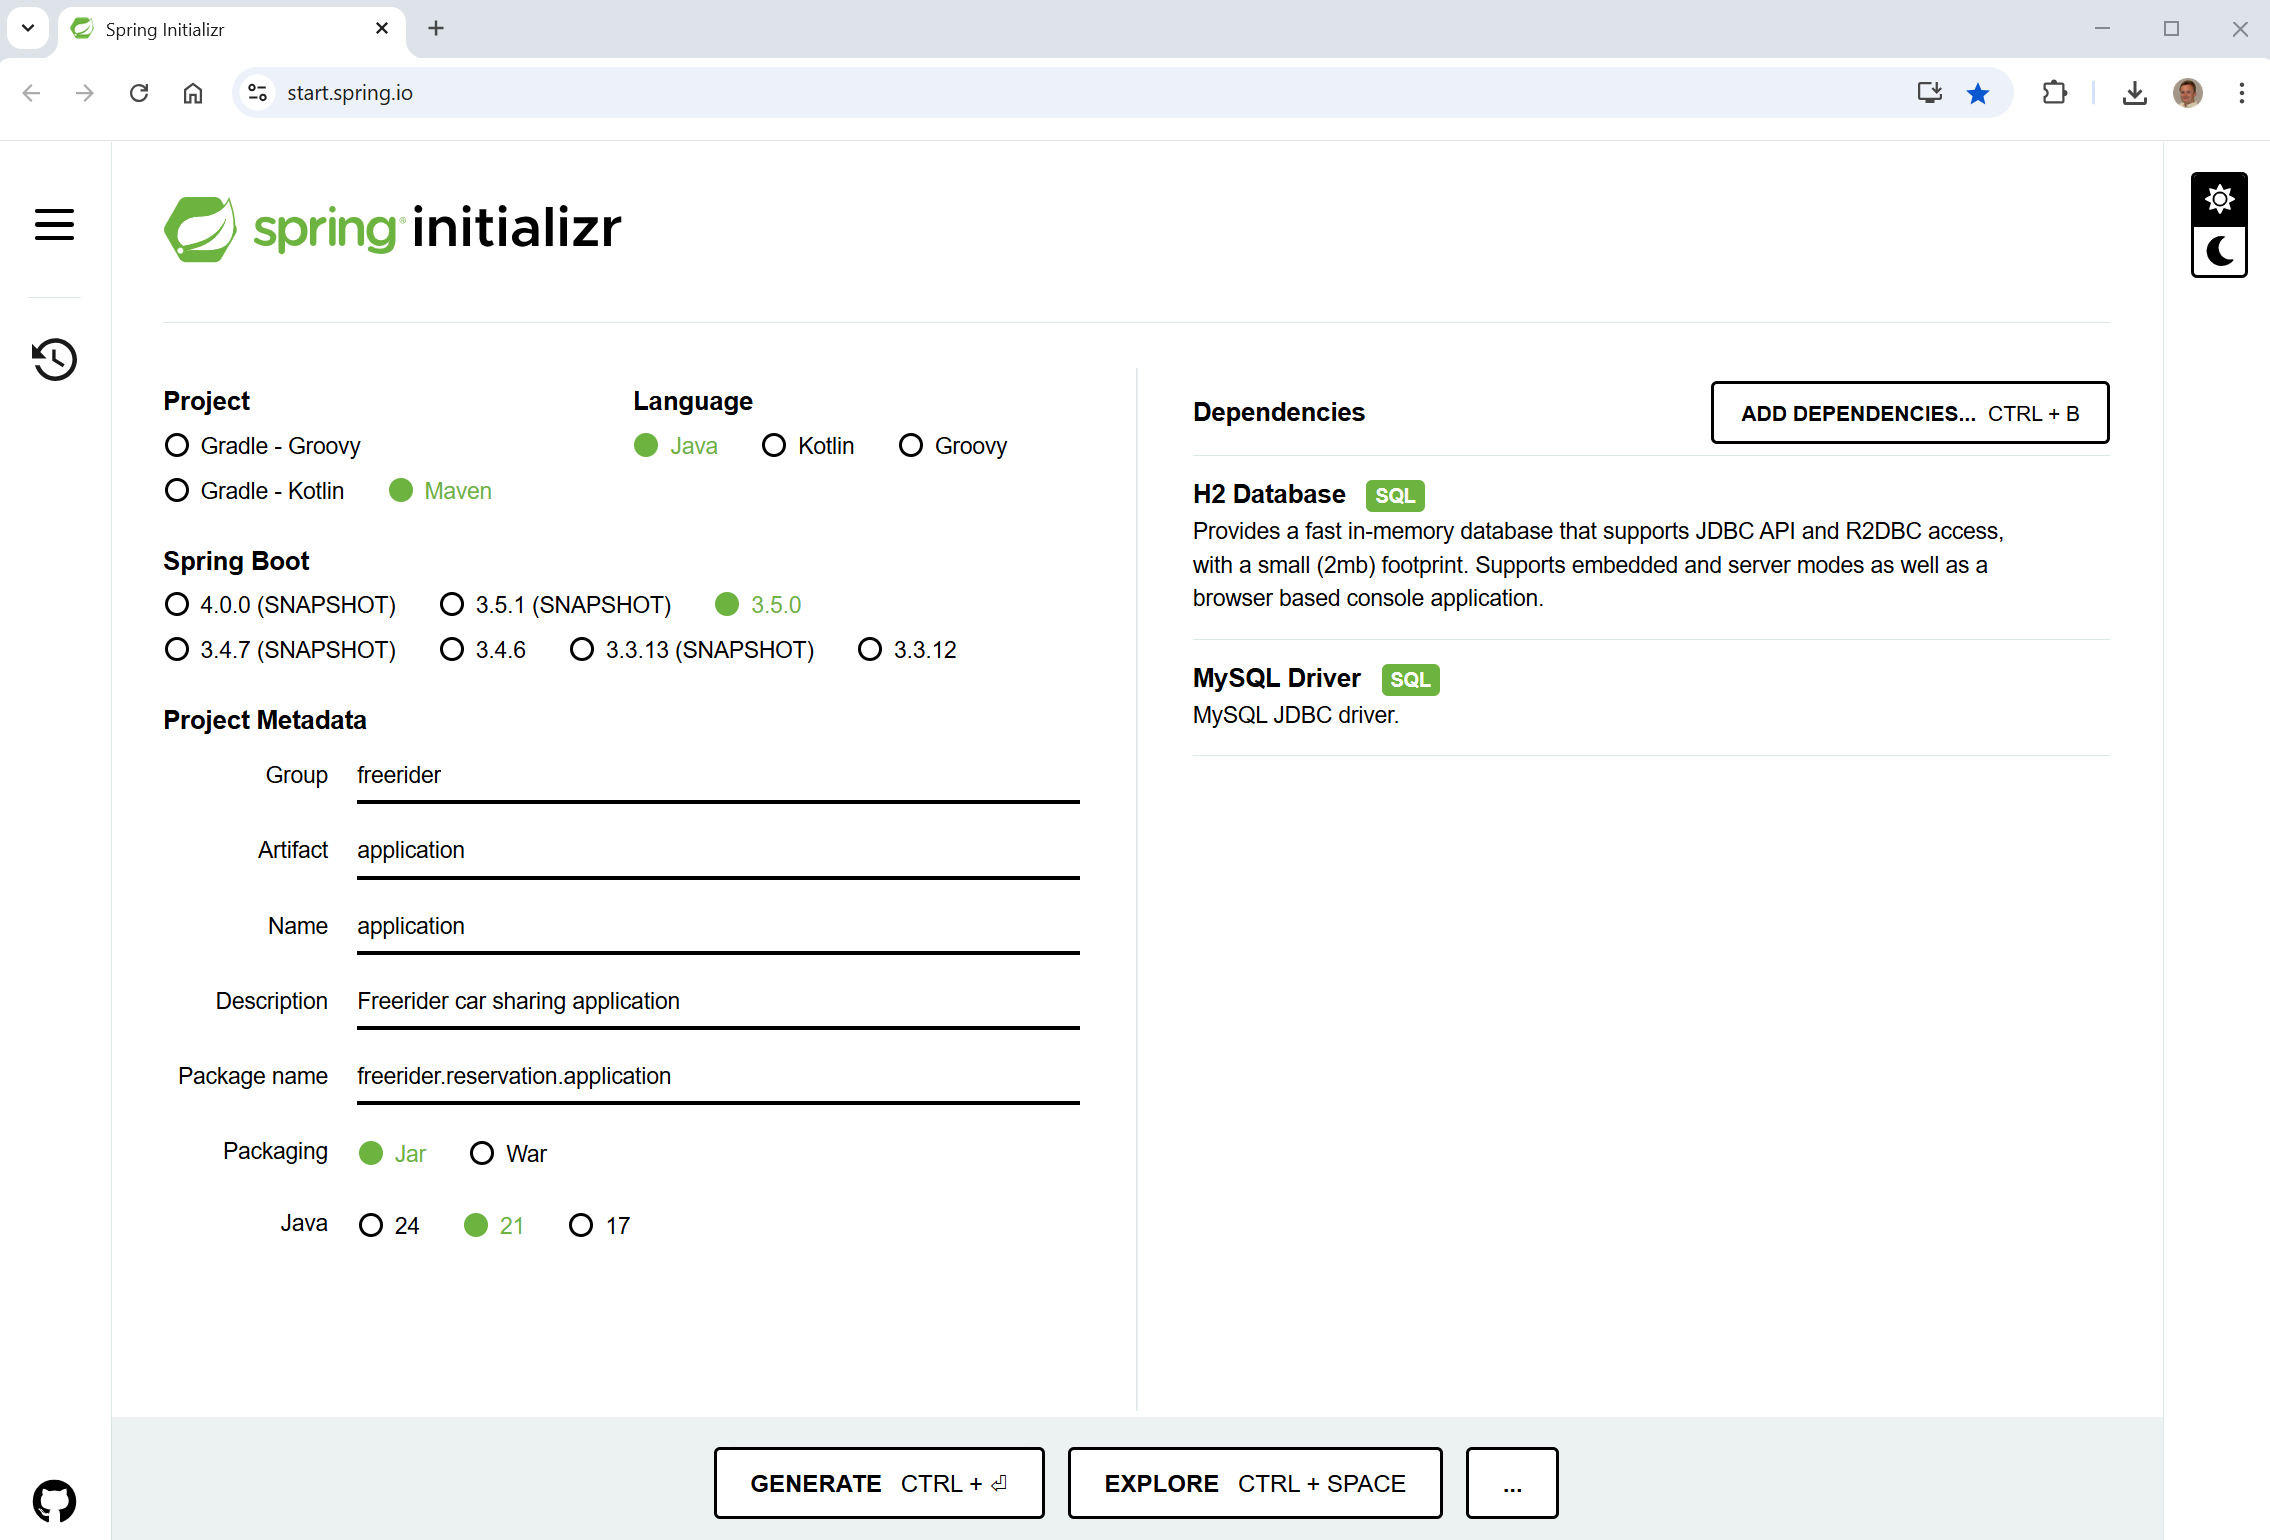 Spring Initializr
start.spring.io
spring® initializr
Project
Gradle - Groovy
Gradle - Kotlin Maven
Language
Java Kotlin Groovy
Spring Boot
4.0.0 (SNAPSHOT) 3.5.1 (SNAPSHOT) 3.5.0
3.4.7 (SNAPSHOT) 3.4.6 3.3.13 (SNAPSHOT) 3.3.12
Project Metadata
Group freerider
Artifact application
Name application
Description Freerider car sharing application
Package name freerider.reservation.application
Packaging Jar War
Java 24 21 17
Dependencies ADD DEPENDENCIES... CTRL + B
H2 Database SQL
Provides a fast in-memory database that supports JDBC API and R2DBC access,
with a small (2mb) footprint. Supports embedded and server modes as well as a
browser based console application.
MySQL Driver SQL
MySQL JDBC driver.
GENERATE CTRL + ⏎ EXPLORE CTRL + SPACE ...